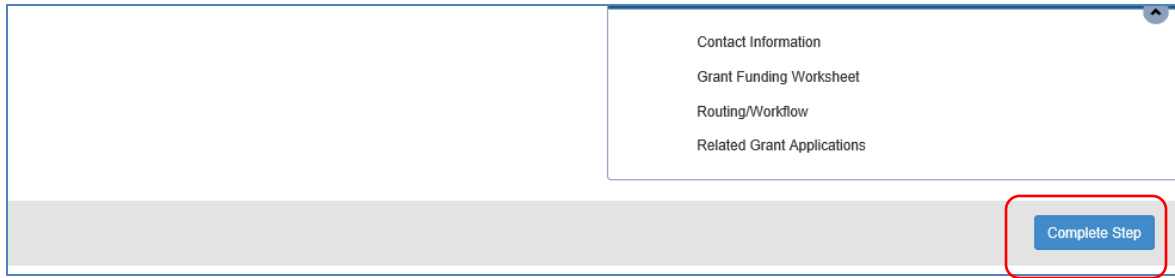 Contact Information
Grant Funding Worksheet
Routing/Workflow
Related Grant Applications
Complete Step